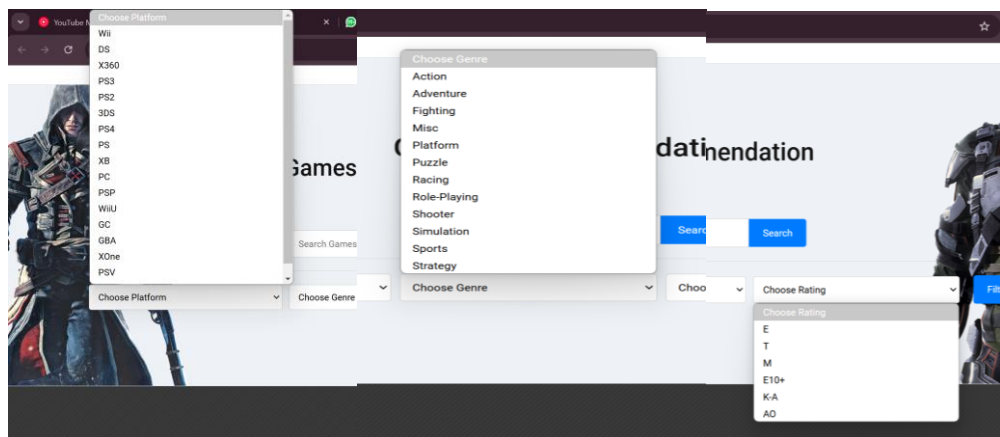 YouTube M
Choose Platform
Wii
DS
X360
PS3
PS2
3DS
PS4
PS
XB
PC
PSP
WiiU
GC
GBA
XOne
PSV
Games
Search Games
Choose Platform
Choose Genre
Choose Genre
Action
Adventure
Fighting
Misc
Platform
Puzzle
Racing
Role-Playing
Shooter
Simulation
Sports
Strategy
dati
Searc
Choose Genre
Choo
mendation
Search
Choose Rating
Filt
Choose Rating
E
T
M
E10+
K-A
AO